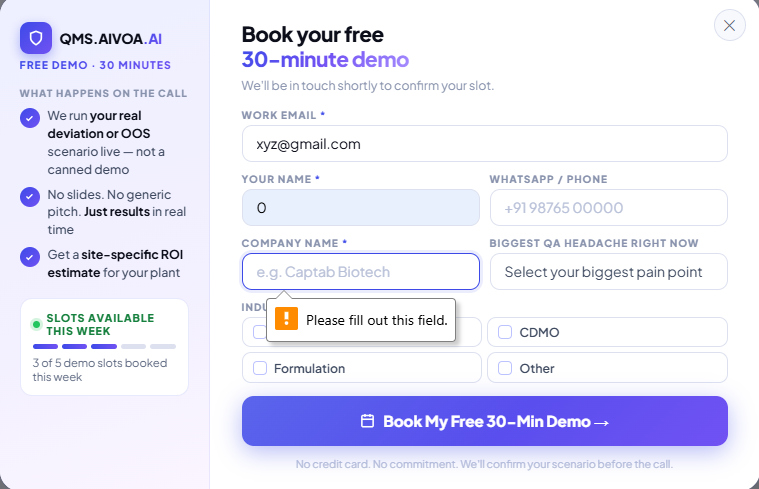 QMS.AIVOA.AI
FREE DEMO · 30 MINUTES
WHAT HAPPENS ON THE CALL
We run your real
deviation or OOS
scenario live — not a
canned demo
No slides. No generic
pitch. Just results in real
time
Get a site-specific ROI
estimate for your plant
SLOTS AVAILABLE
THIS WEEK
3 of 5 demo slots booked
this week
Book your free
30-minute demo
We'll be in touch shortly to confirm your slot.
WORK EMAIL *
xyz@gmail.com
YOUR NAME *
WHATSAPP / PHONE
0
+91 98765 00000
COMPANY NAME *
BIGGEST QA HEADACHE RIGHT NOW
e.g. Captab Biotech
Select your biggest pain point
Please fill out this field.
CDMO
Formulation
Other
Book My Free 30-Min Demo →
No credit card. No commitment. We'll confirm your scenario before the call.